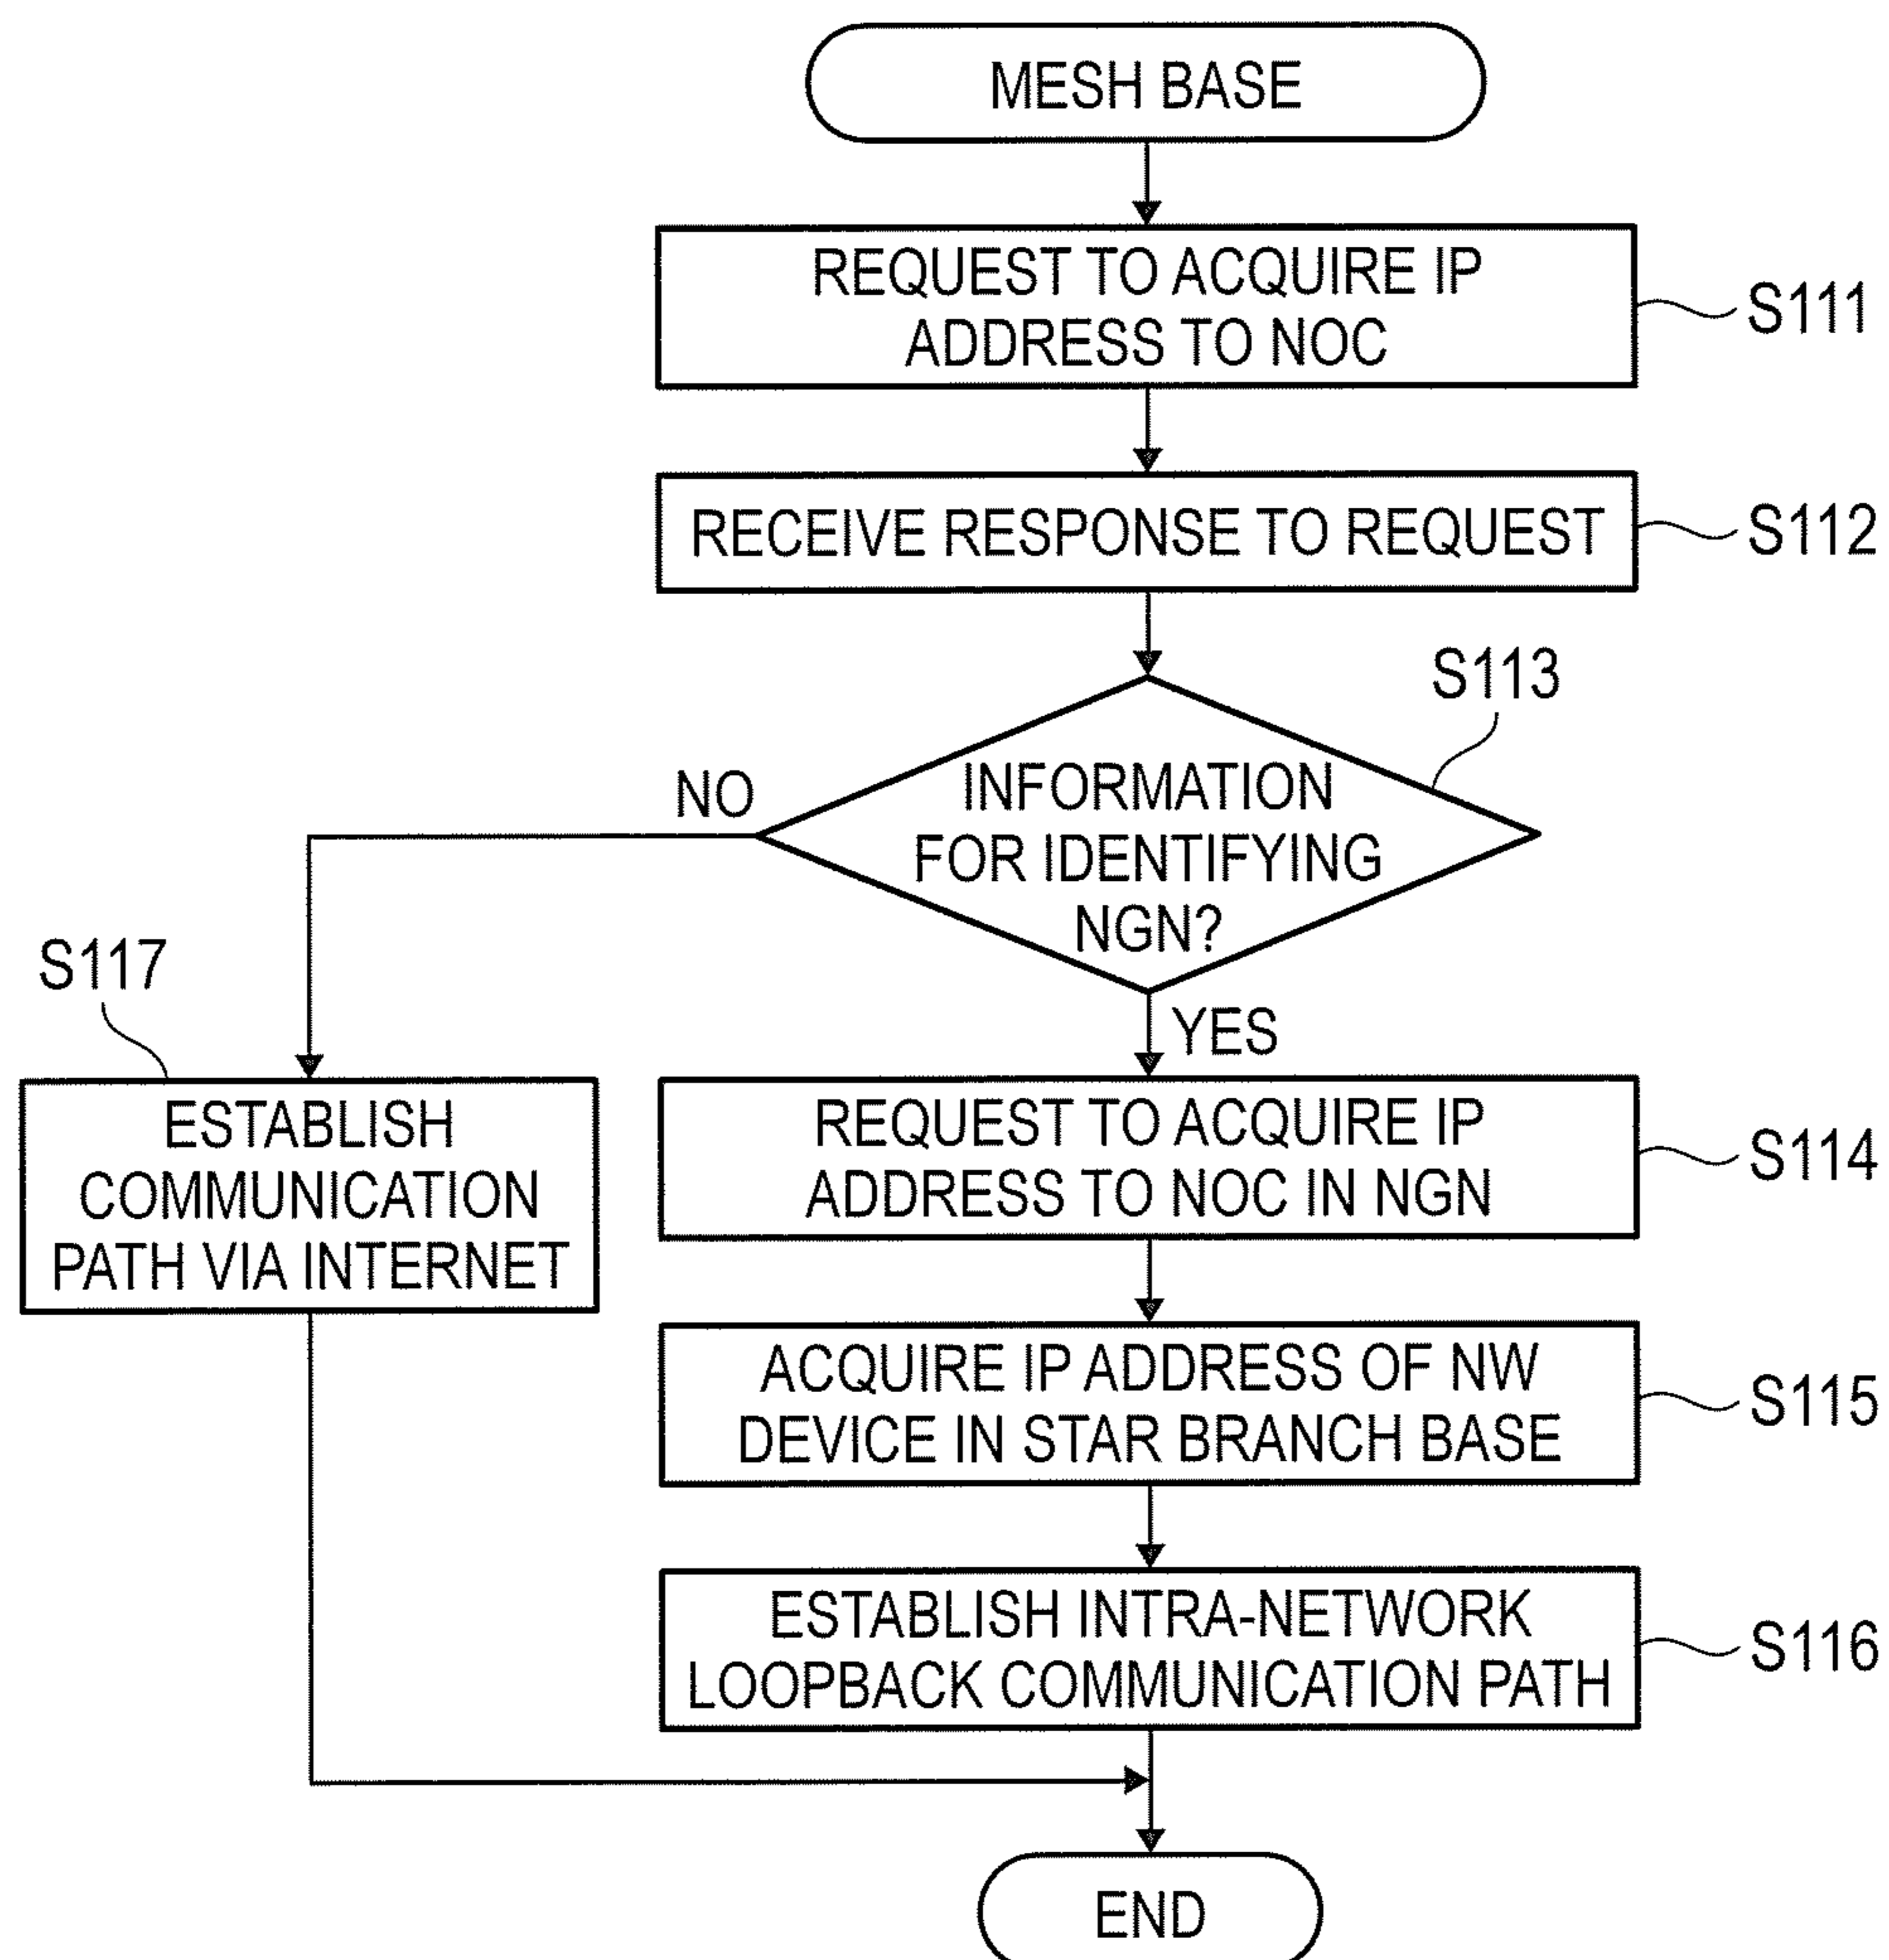 MESH BASE
REQUEST TO ACQUIRE IP
ADDRESS TO NOC
S111
RECEIVE RESPONSE TO REQUEST
S112
S113
INFORMATION
FOR IDENTIFYING
NGN?
NO
YES
S117
ESTABLISH
COMMUNICATION
PATH VIA INTERNET
REQUEST TO ACQUIRE IP
ADDRESS TO NOC IN NGN
S114
ACQUIRE IP ADDRESS OF NW
DEVICE IN STAR BRANCH BASE
S115
ESTABLISH INTRA-NETWORK
LOOPBACK COMMUNICATION PATH
S116
END